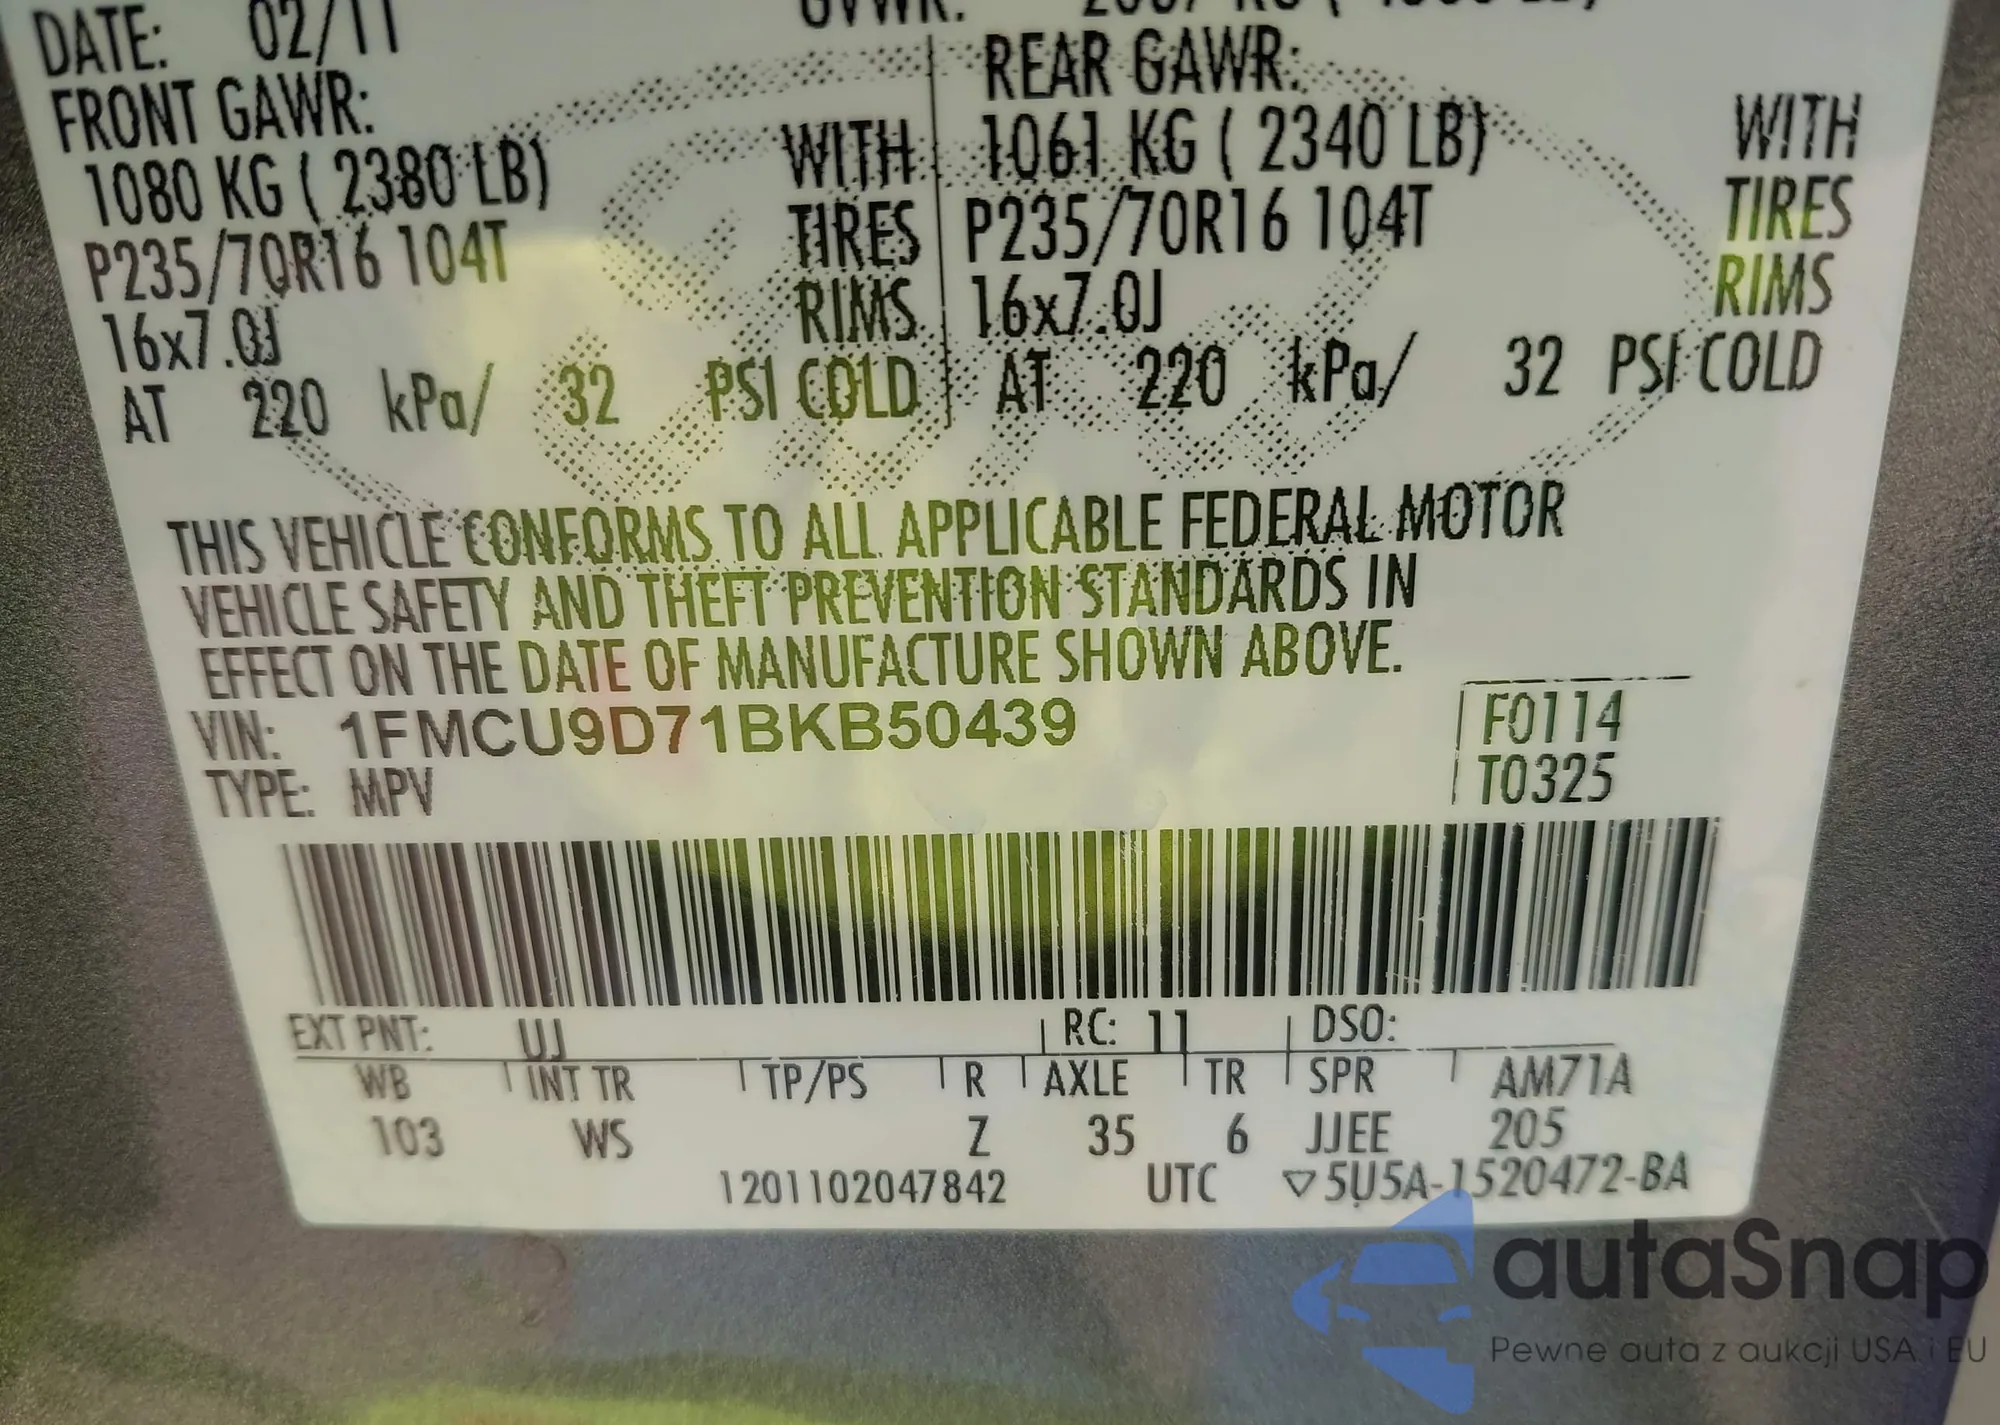 DATE: 02/11 GVWR:
FRONT GAWR: REAR GAWR:
1080 KG ( 2380 LB) WITH 1061 KG ( 2340 LB) WITH
P235/70R16 104T TIRES P235/70R16 104T TIRES
16x7.0J RIMS 16x7.0J RIMS
AT 220 kPa/ 32 PSI COLD AT 220 kPa/ 32 PSI COLD
THIS VEHICLE CONFORMS TO ALL APPLICABLE FEDERAL MOTOR
VEHICLE SAFETY AND THEFT PREVENTION STANDARDS IN
EFFECT ON THE DATE OF MANUFACTURE SHOWN ABOVE.
VIN: 1FMCU9D71BKB50439 F0114
TYPE: MPV T0325
EXT PNT: UJ RC: 11 DSO:
WB INT TR TP/PS R AXLE TR SPR AM71A
103 WS Z 35 6 JJEE 205
1201102047842 UTC ▽5U5A-1520472-BA
autaSnap
Pewne auta z aukcji USA i EU